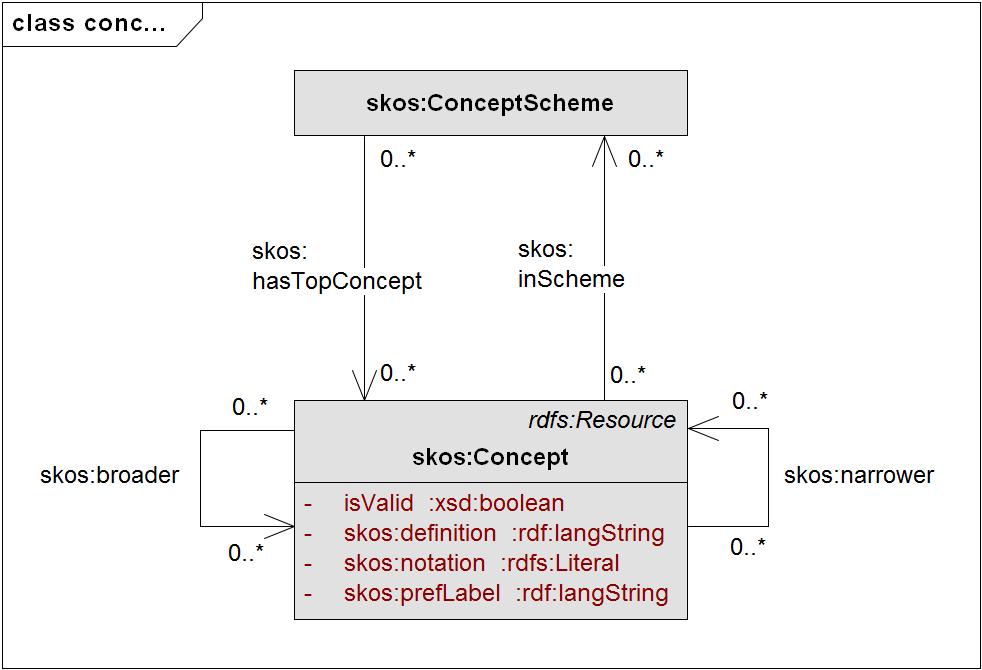 class conc...
skos:ConceptScheme
0..*
0..*
skos:
hasTopConcept
skos:
inScheme
0..*
0..*
0..*
0..*
rdfs:Resource
skos:Concept
skos:broader
skos:narrower
- isValid :xsd:boolean
- skos:definition :rdf:langString
- skos:notation :rdfs:Literal
- skos:prefLabel :rdf:langString
0..*
0..*